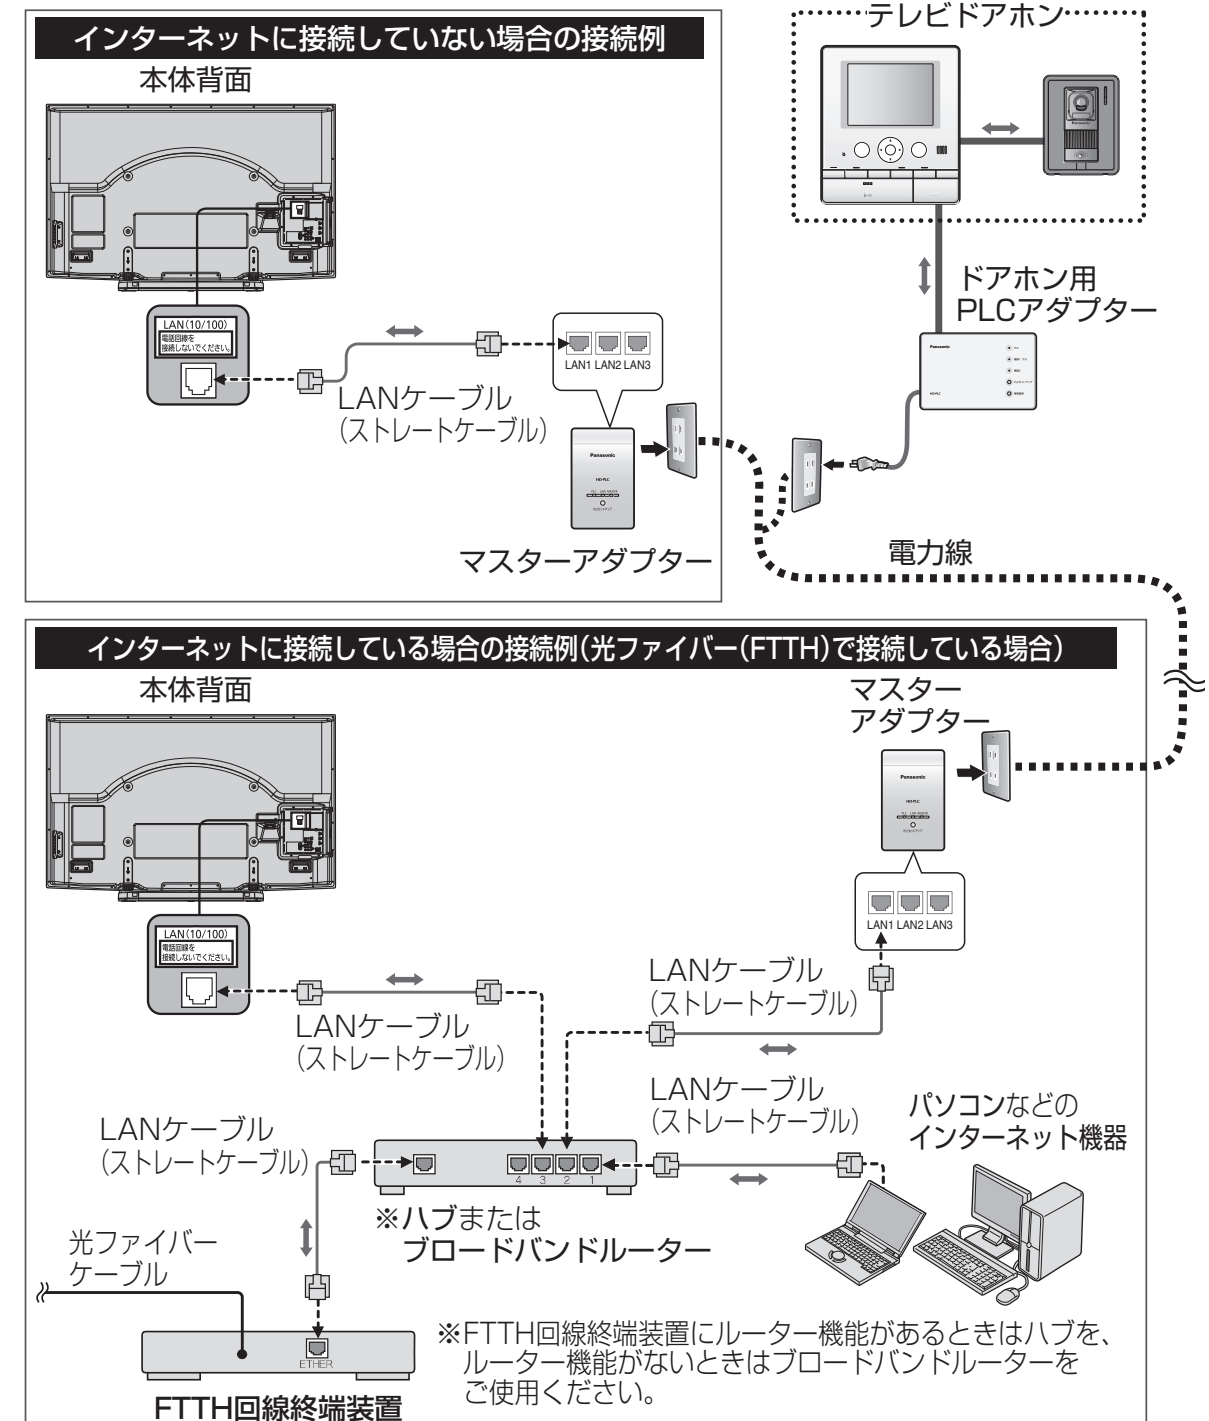 インターネットに接続していない場合の接続例
本体背面
LAN(10/100)
電話回線を
接続しないでください。
LANケーブル
(ストレートケーブル)
LAN1 LAN2 LAN3
Panasonic
HD-PLC
PLC LAN MASTER
マスターアダプター
テレビドアホン
Panasonic
ドアホン用
PLCアダプター
Panasonic
HD-PLC
電力線
インターネットに接続している場合の接続例(光ファイバー(FTTH)で接続している場合)
本体背面
LAN(10/100)
電話回線を
接続しないでください。
マスター
アダプター
Panasonic
HD-PLC
PLC LAN MASTER
LAN1 LAN2 LAN3
LANケーブル
(ストレートケーブル)
LANケーブル
(ストレートケーブル)
LANケーブル
(ストレートケーブル)
LANケーブル
(ストレートケーブル)
4 3 2 1
パソコンなどの
インターネット機器
※ハブまたは
ブロードバンドルーター
光ファイバー
ケーブル
ETHER
FTTH回線終端装置
※FTTH回線終端装置にルーター機能があるときはハブを、
ルーター機能がないときはブロードバンドルーターを
ご使用ください。